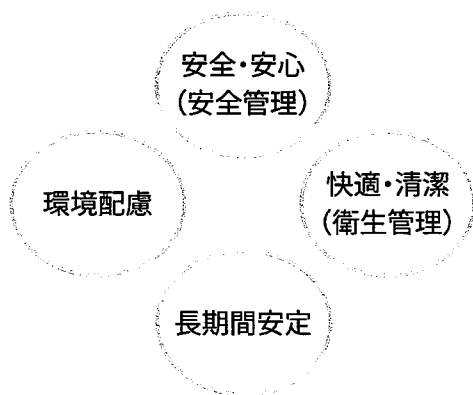 安全・安心
（安全管理）
環境配慮
快適・清潔
（衛生管理）
長期間安定